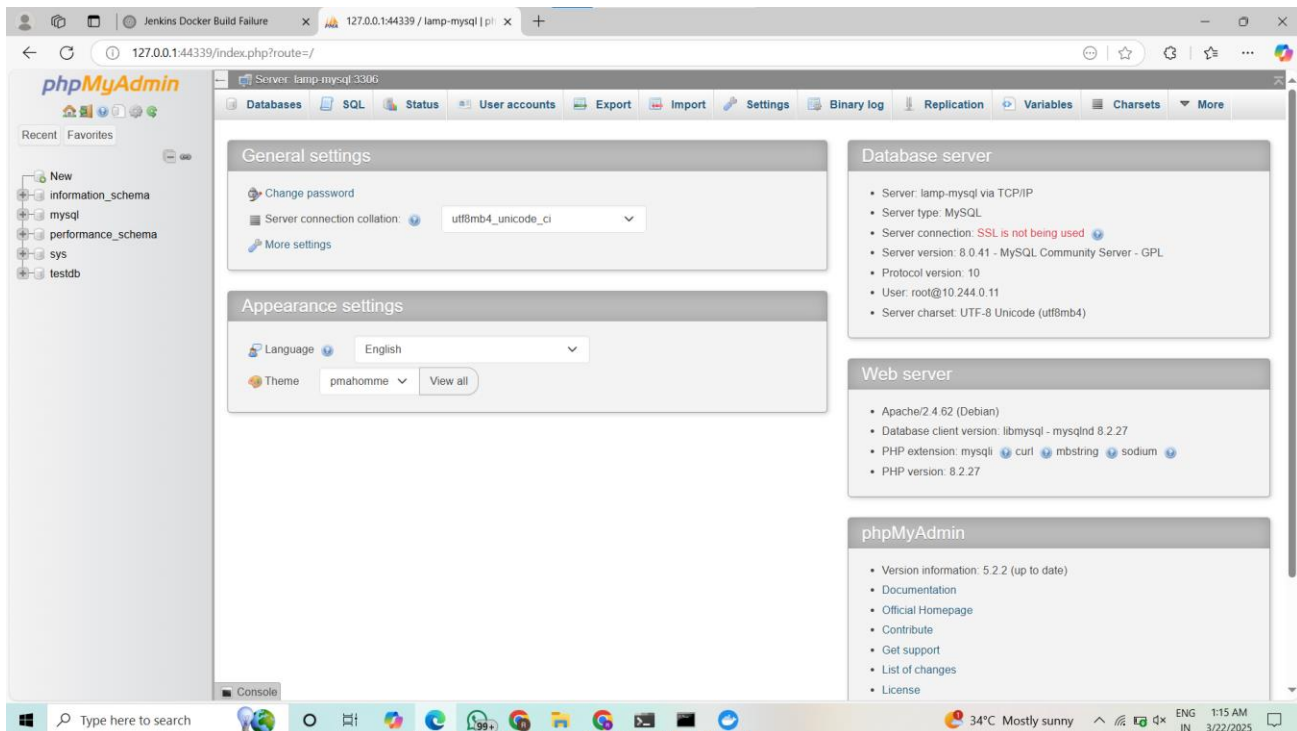 Jenkins Docker Build Failure
127.0.0.1:44339 / lamp-mysql | ph
127.0.0.1:44339/index.php?route=/
phpMyAdmin
Recent Favorites
New
information_schema
mysql
performance_schema
sys
testdb
Server: lamp-mysql:3306
Databases SQL Status User accounts Export Import Settings Binary log Replication Variables Charsets More
General settings
Change password
Server connection collation: utf8mb4_unicode_ci
More settings
Appearance settings
Language English
Theme pmahomme View all
Database server
Server: lamp-mysql via TCP/IP
Server type: MySQL
Server connection: SSL is not being used
Server version: 8.0.41 - MySQL Community Server - GPL
Protocol version: 10
User: root@10.244.0.11
Server charset: UTF-8 Unicode (utf8mb4)
Web server
Apache/2.4.62 (Debian)
Database client version: libmysql - mysqlnd 8.2.27
PHP extension: mysqli curl mbstring sodium
PHP version: 8.2.27
phpMyAdmin
Version information: 5.2.2 (up to date)
Documentation
Official Homepage
Contribute
Get support
List of changes
License
Console
Type here to search
99+
34°C Mostly sunny
ENG
IN
1:15 AM
3/22/2025